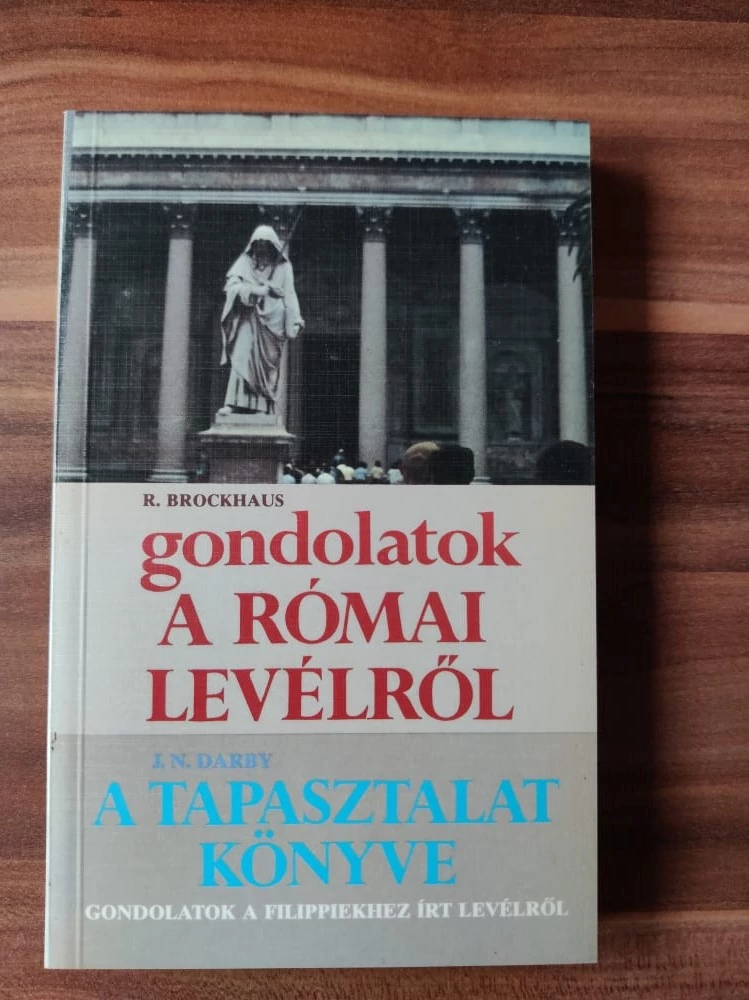 R. BROCKHAUS
gondolatok
A RÓMAI
LEVÉLRŐL
J. N. DARBY
A TAPASZTALAT
KÖNYVE
GONDOLATOK A FILIPPIEKHEZ ÍRT LEVÉLRŐL